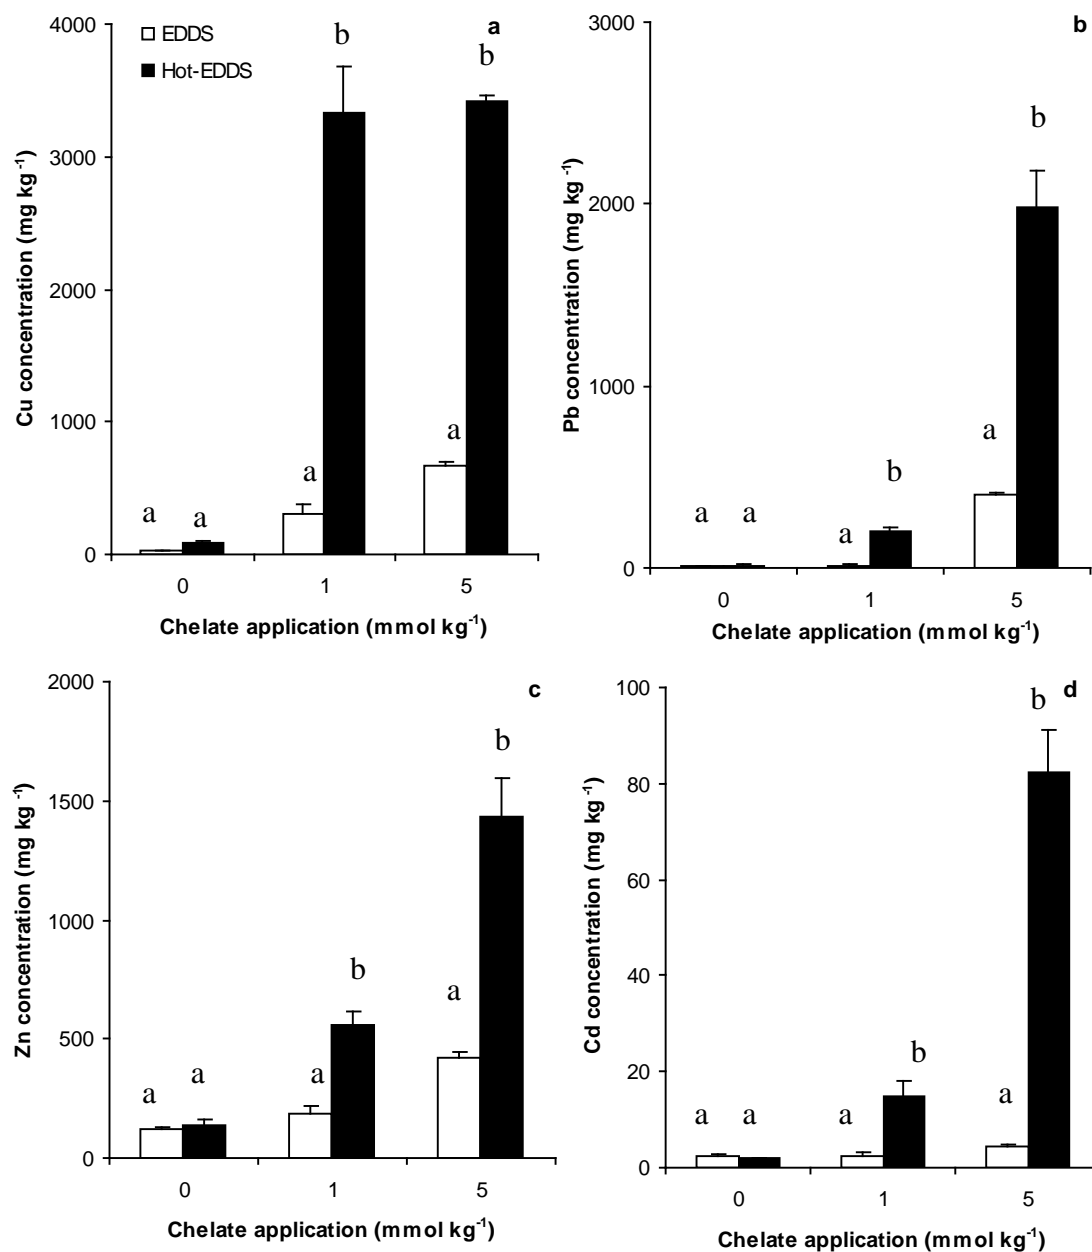 a
EDDS
Hot-EDDS
4000
3000
2000
1000
0
Cu concentration (mg kg⁻¹)
a a a b a b
0 1 5
Chelate application (mmol kg⁻¹)
b
3000
2000
1000
0
Pb concentration (mg kg⁻¹)
a a a b a b
0 1 5
Chelate application (mmol kg⁻¹)
c
2000
1500
1000
500
0
Zn concentration (mg kg⁻¹)
a a a b a b
0 1 5
Chelate application (mmol kg⁻¹)
d
100
80
60
40
20
0
Cd concentration (mg kg⁻¹)
a a a b a b
0 1 5
Chelate application (mmol kg⁻¹)